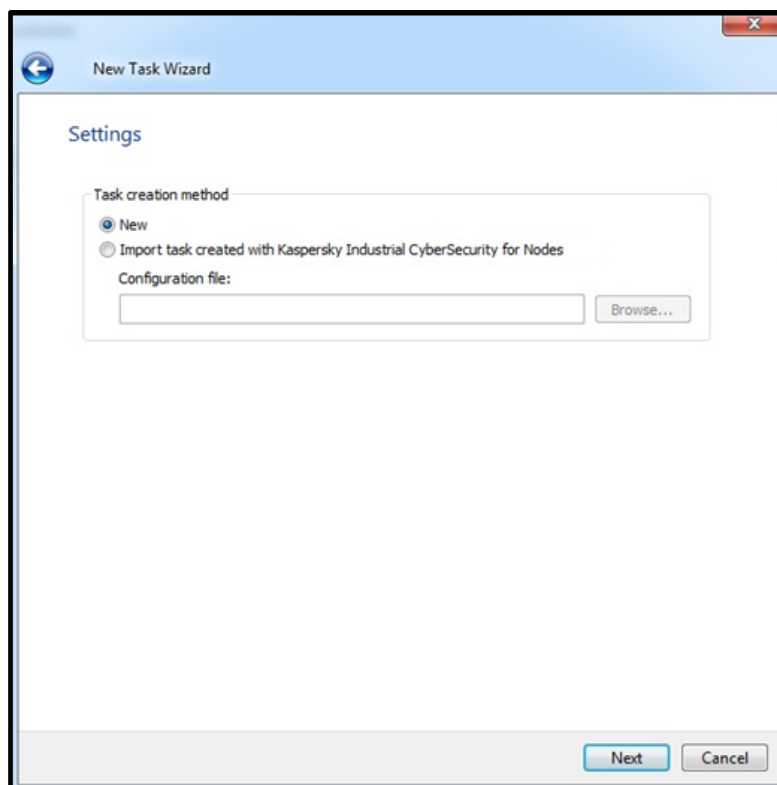 New Task Wizard
Settings
Task creation method
New
Import task created with Kaspersky Industrial CyberSecurity for Nodes
Configuration file:
Browse...
Next
Cancel